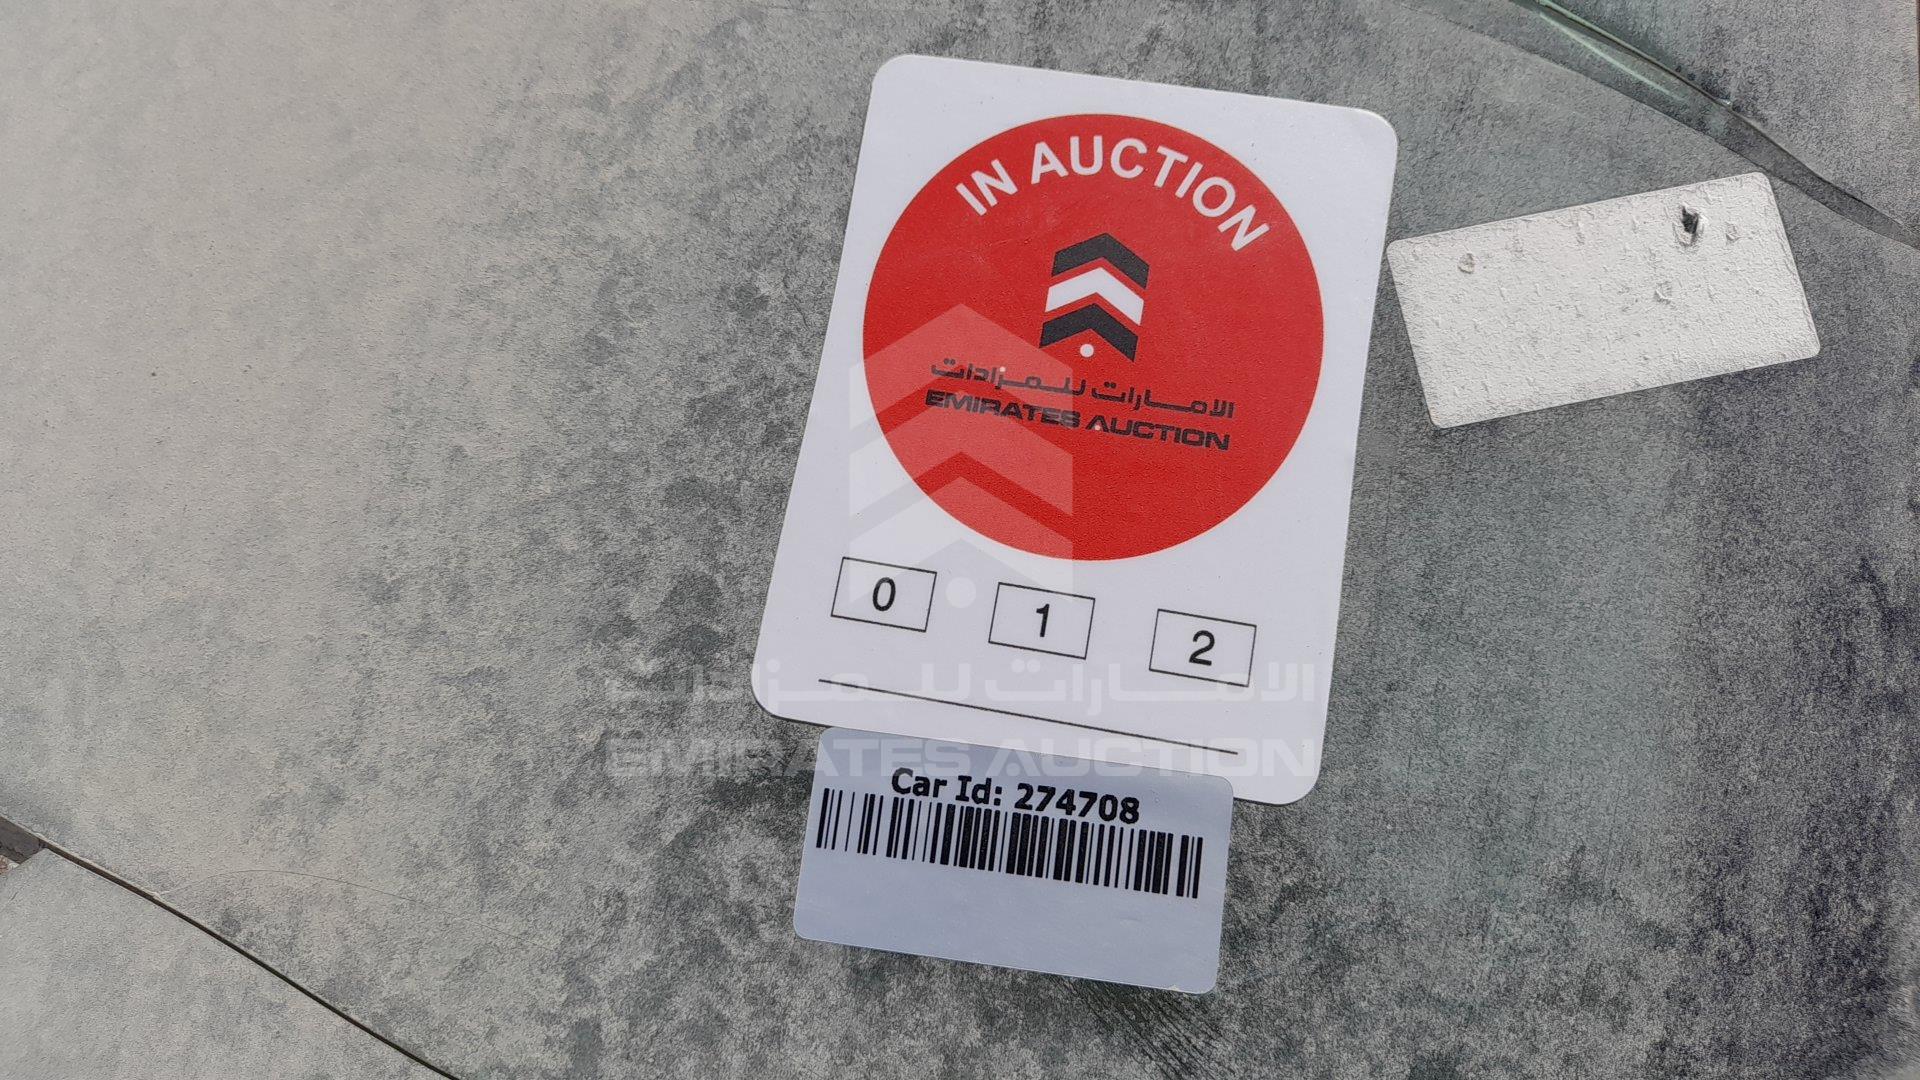 IN AUCTION
الامارات للمزادات
EMIRATES AUCTION
0 1 2
الامارات للمزادات
EMIRATES AUCTION
Car Id: 274708